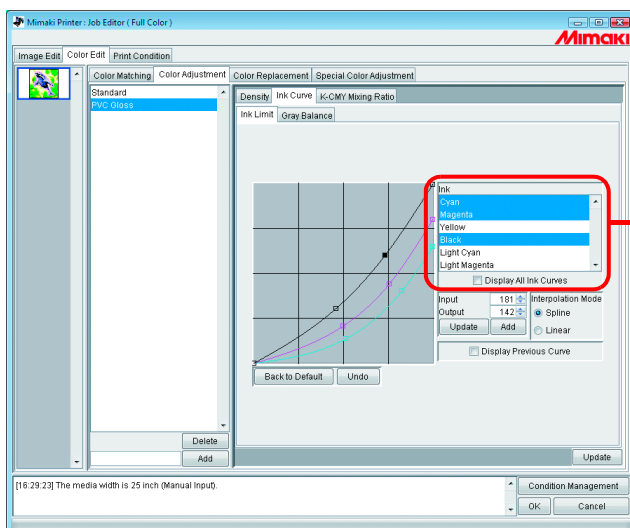 Mimaki Printer : Job Editor ( Full Color )
Mimaki
Image Edit Color Edit Print Condition
Color Matching Color Adjustment Color Replacement Special Color Adjustment
Standard
PVC Gloss
Density Ink Curve K-CMY Mixing Ratio
Ink Limit Gray Balance
Ink
Cyan
Magenta
Yellow
Black
Light Cyan
Light Magenta
Display All Ink Curves
Input 181
Output 142
Update Add
Interpolation Mode
Spline
Linear
Display Previous Curve
Back to Default Undo
Delete
Add
Update
[16:29:23] The media width is 25 inch (Manual Input).
Condition Management
OK Cancel